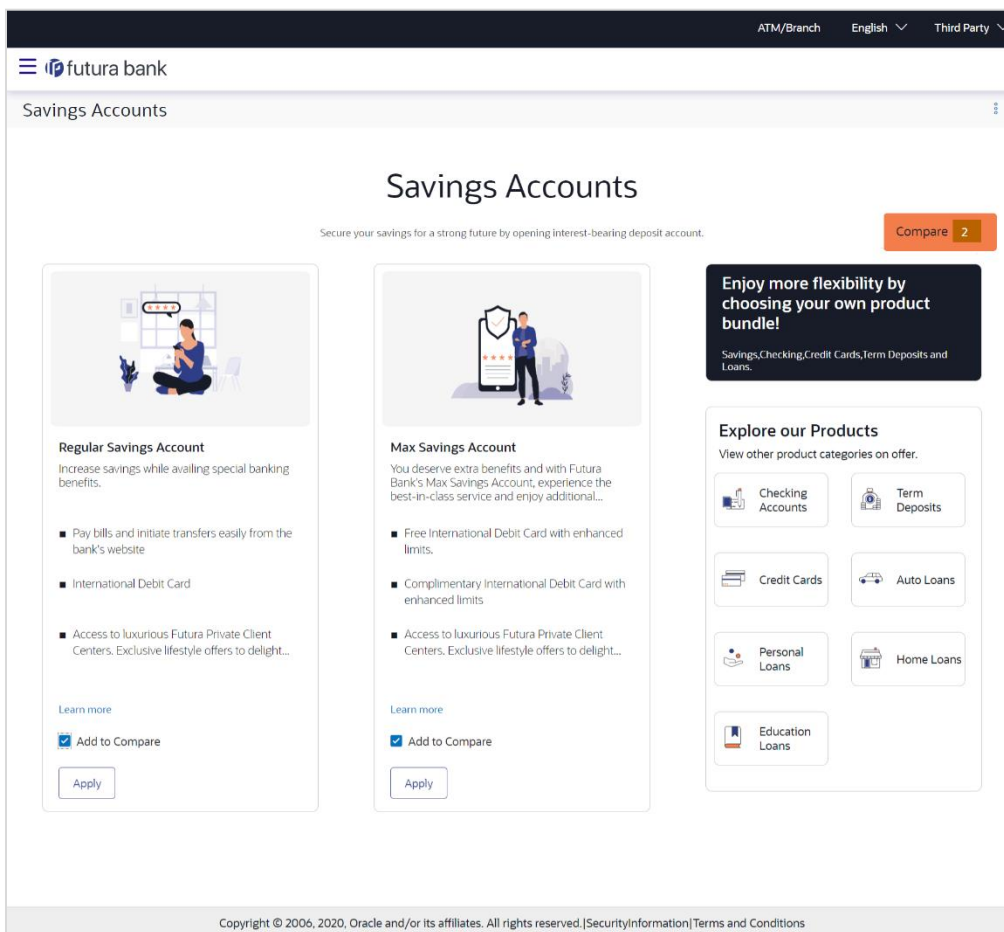 ATM/Branch English Third Party
futura bank
Savings Accounts
Savings Accounts
Secure your savings for a strong future by opening interest-bearing deposit account.
Compare 2
Regular Savings Account
Increase savings while availing special banking
benefits.
■ Pay bills and initiate transfers easily from the
bank's website
■ International Debit Card
■ Access to luxurious Futura Private Client
Centers. Exclusive lifestyle offers to delight...
Learn more
Add to Compare
Apply
Max Savings Account
You deserve extra benefits and with Futura
Bank's Max Savings Account, experience the
best-in-class service and enjoy additional...
■ Free International Debit Card with enhanced
limits.
■ Complimentary International Debit Card with
enhanced limits
■ Access to luxurious Futura Private Client
Centers. Exclusive lifestyle offers to delight...
Learn more
Add to Compare
Apply
Enjoy more flexibility by
choosing your own product
bundle!
Savings,Checking,Credit Cards,Term Deposits and
Loans.
Explore our Products
View other product categories on offer.
Checking
Accounts
Term
Deposits
Credit Cards
Auto Loans
Personal
Loans
Home Loans
Education
Loans
Copyright © 2006, 2020, Oracle and/or its affiliates. All rights reserved.|SecurityInformation|Terms and Conditions